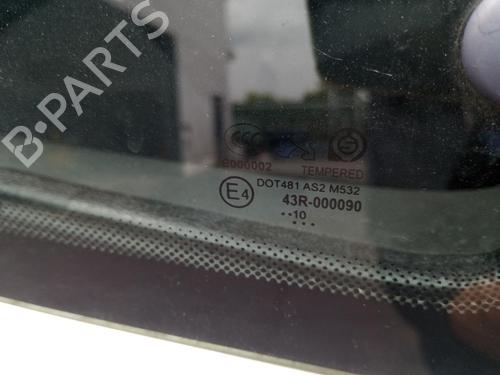 B-PARTS
E000002 TEMPERED
E4 DOT481 AS2 M532
43R-000090
..10
...